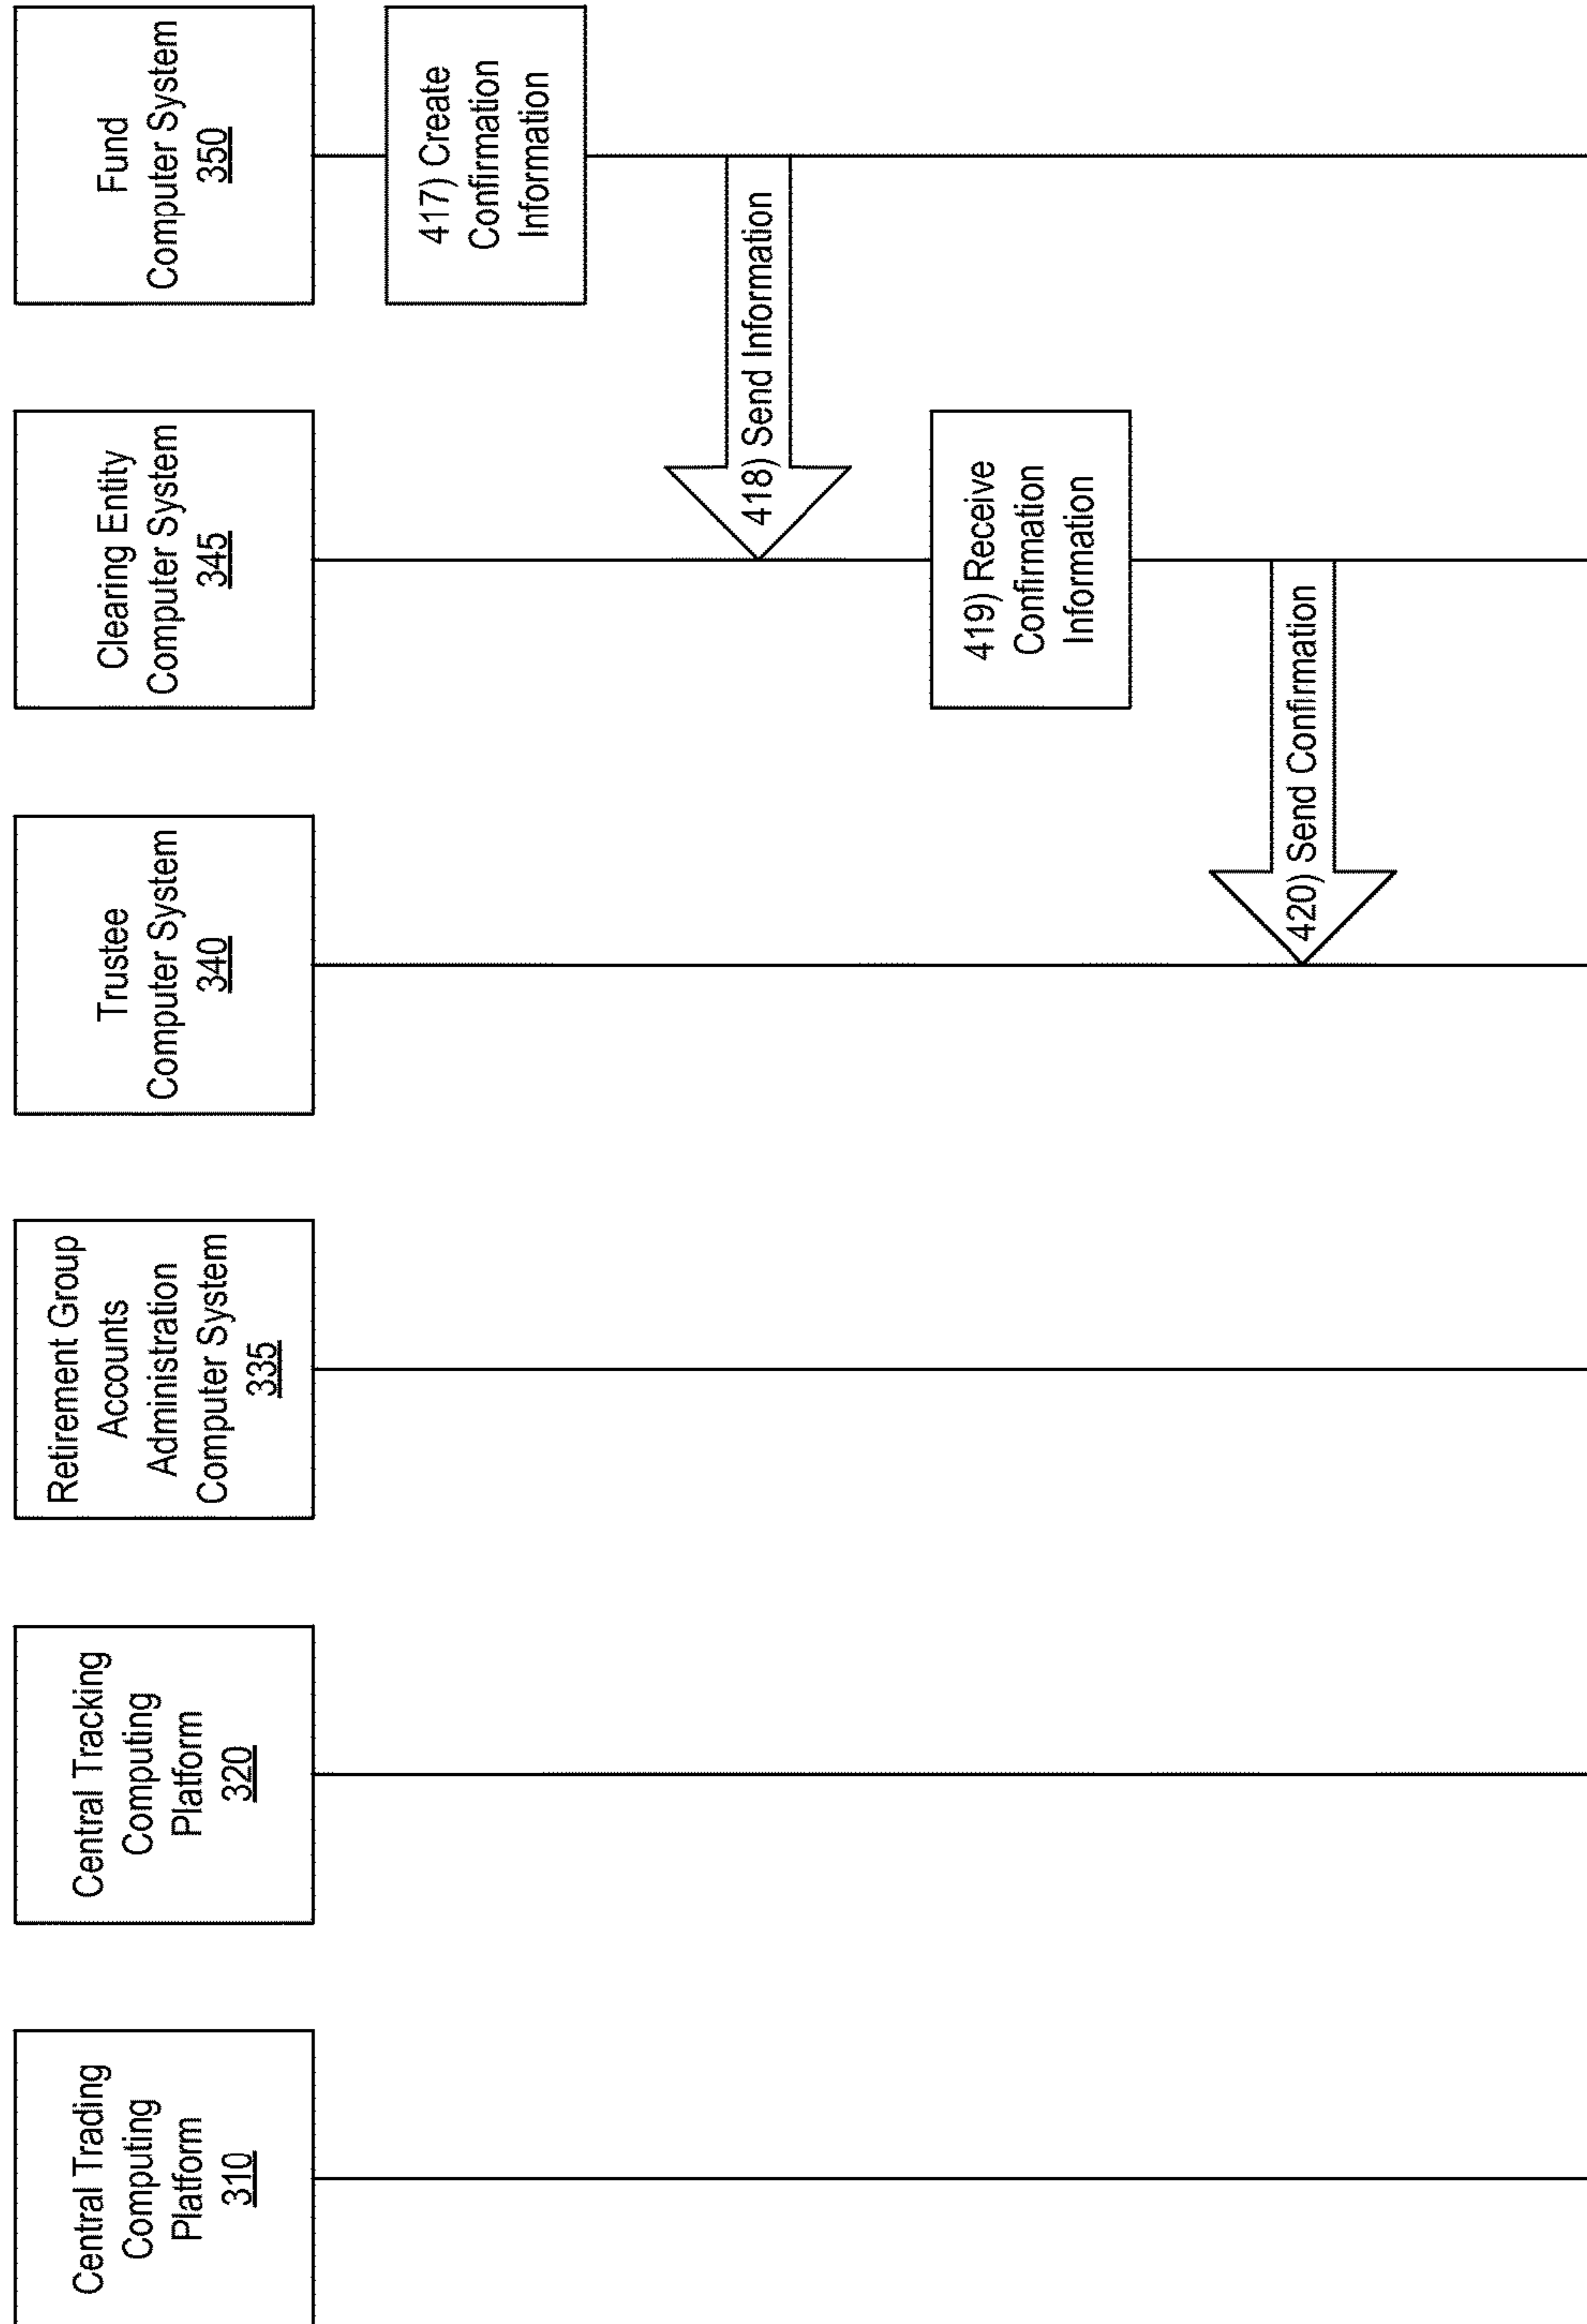 Central Trading
Computing
Platform
310
Central Tracking
Computing
Platform
320
Retirement Group
Accounts
Administration
Computer System
335
Trustee
Computer System
340
Clearing Entity
Computer System
345
Fund
Computer System
350
417) Create
Confirmation
Information
418) Send Information
419) Receive
Confirmation
Information
420) Send Confirmation